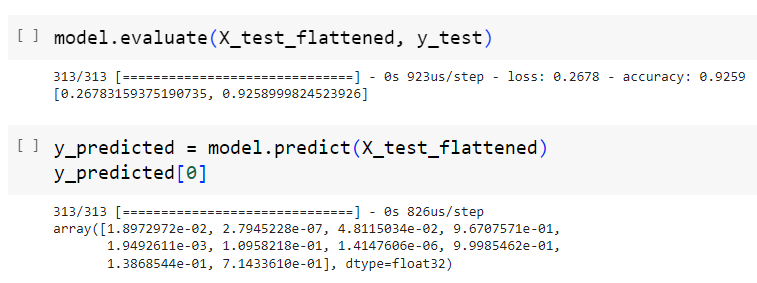 [ ] model.evaluate(X_test_flattened, y_test)
313/313 [==============================] - 0s 923us/step - loss: 0.2678 - accuracy: 0.9259
[0.26783159375190735, 0.9258999824523926]
[ ] y_predicted = model.predict(X_test_flattened)
y_predicted[0]
313/313 [==============================] - 0s 826us/step
array([1.8972972e-02, 2.7945228e-07, 4.8115034e-02, 9.6707571e-01,
1.9492611e-03, 1.0958218e-01, 1.4147606e-06, 9.9985462e-01,
1.3868544e-01, 7.1433610e-01], dtype=float32)